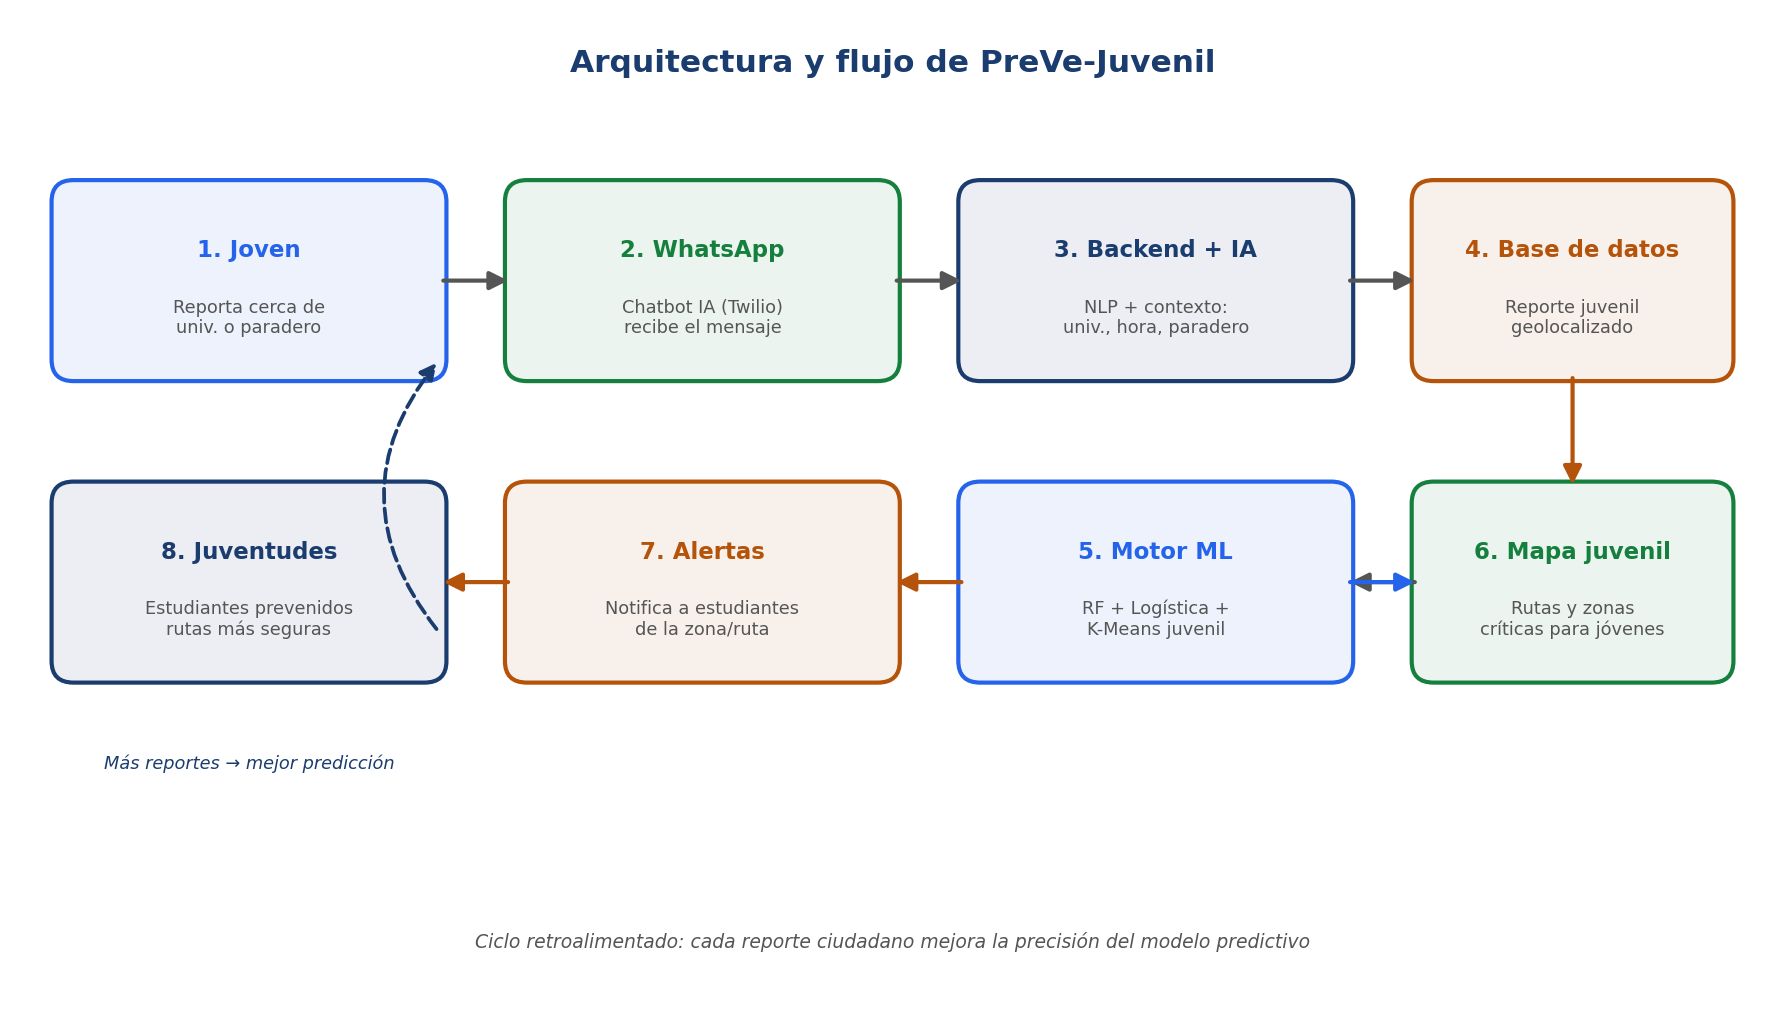 Arquitectura y flujo de PreVe-Juvenil
1. Joven
Reporta cerca de
univ. o paradero
2. WhatsApp
Chatbot IA (Twilio)
recibe el mensaje
3. Backend + IA
NLP + contexto:
univ., hora, paradero
4. Base de datos
Reporte juvenil
geolocalizado
8. Juventudes
Estudiantes prevenidos
rutas más seguras
7. Alertas
Notifica a estudiantes
de la zona/ruta
5. Motor ML
RF + Logística +
K-Means juvenil
6. Mapa juvenil
Rutas y zonas
críticas para jóvenes
Más reportes → mejor predicción
Ciclo retroalimentado: cada reporte ciudadano mejora la precisión del modelo predictivo